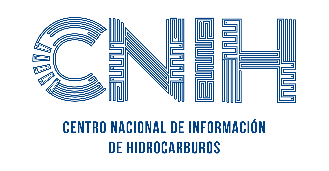 CNIH
CENTRO NACIONAL DE INFORMACIÓN
DE HIDROCARBUROS